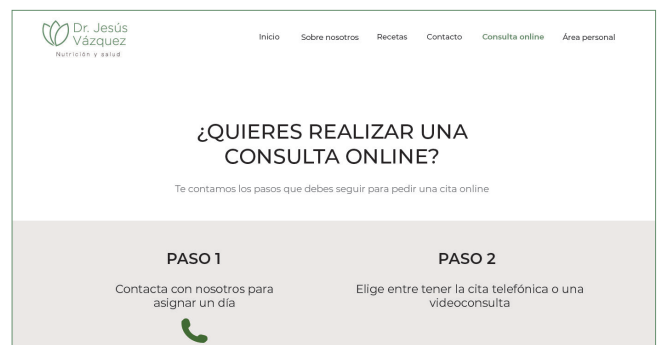 Dr. Jesús
Vázquez
Nutrición y salud
Inicio Sobre nosotros Recetas Contacto Consulta online Área personal
¿QUIERES REALIZAR UNA
CONSULTA ONLINE?
Te contamos los pasos que debes seguir para pedir una cita online
PASO 1
Contacta con nosotros para
asignar un día
PASO 2
Elige entre tener la cita telefónica o una
videoconsulta